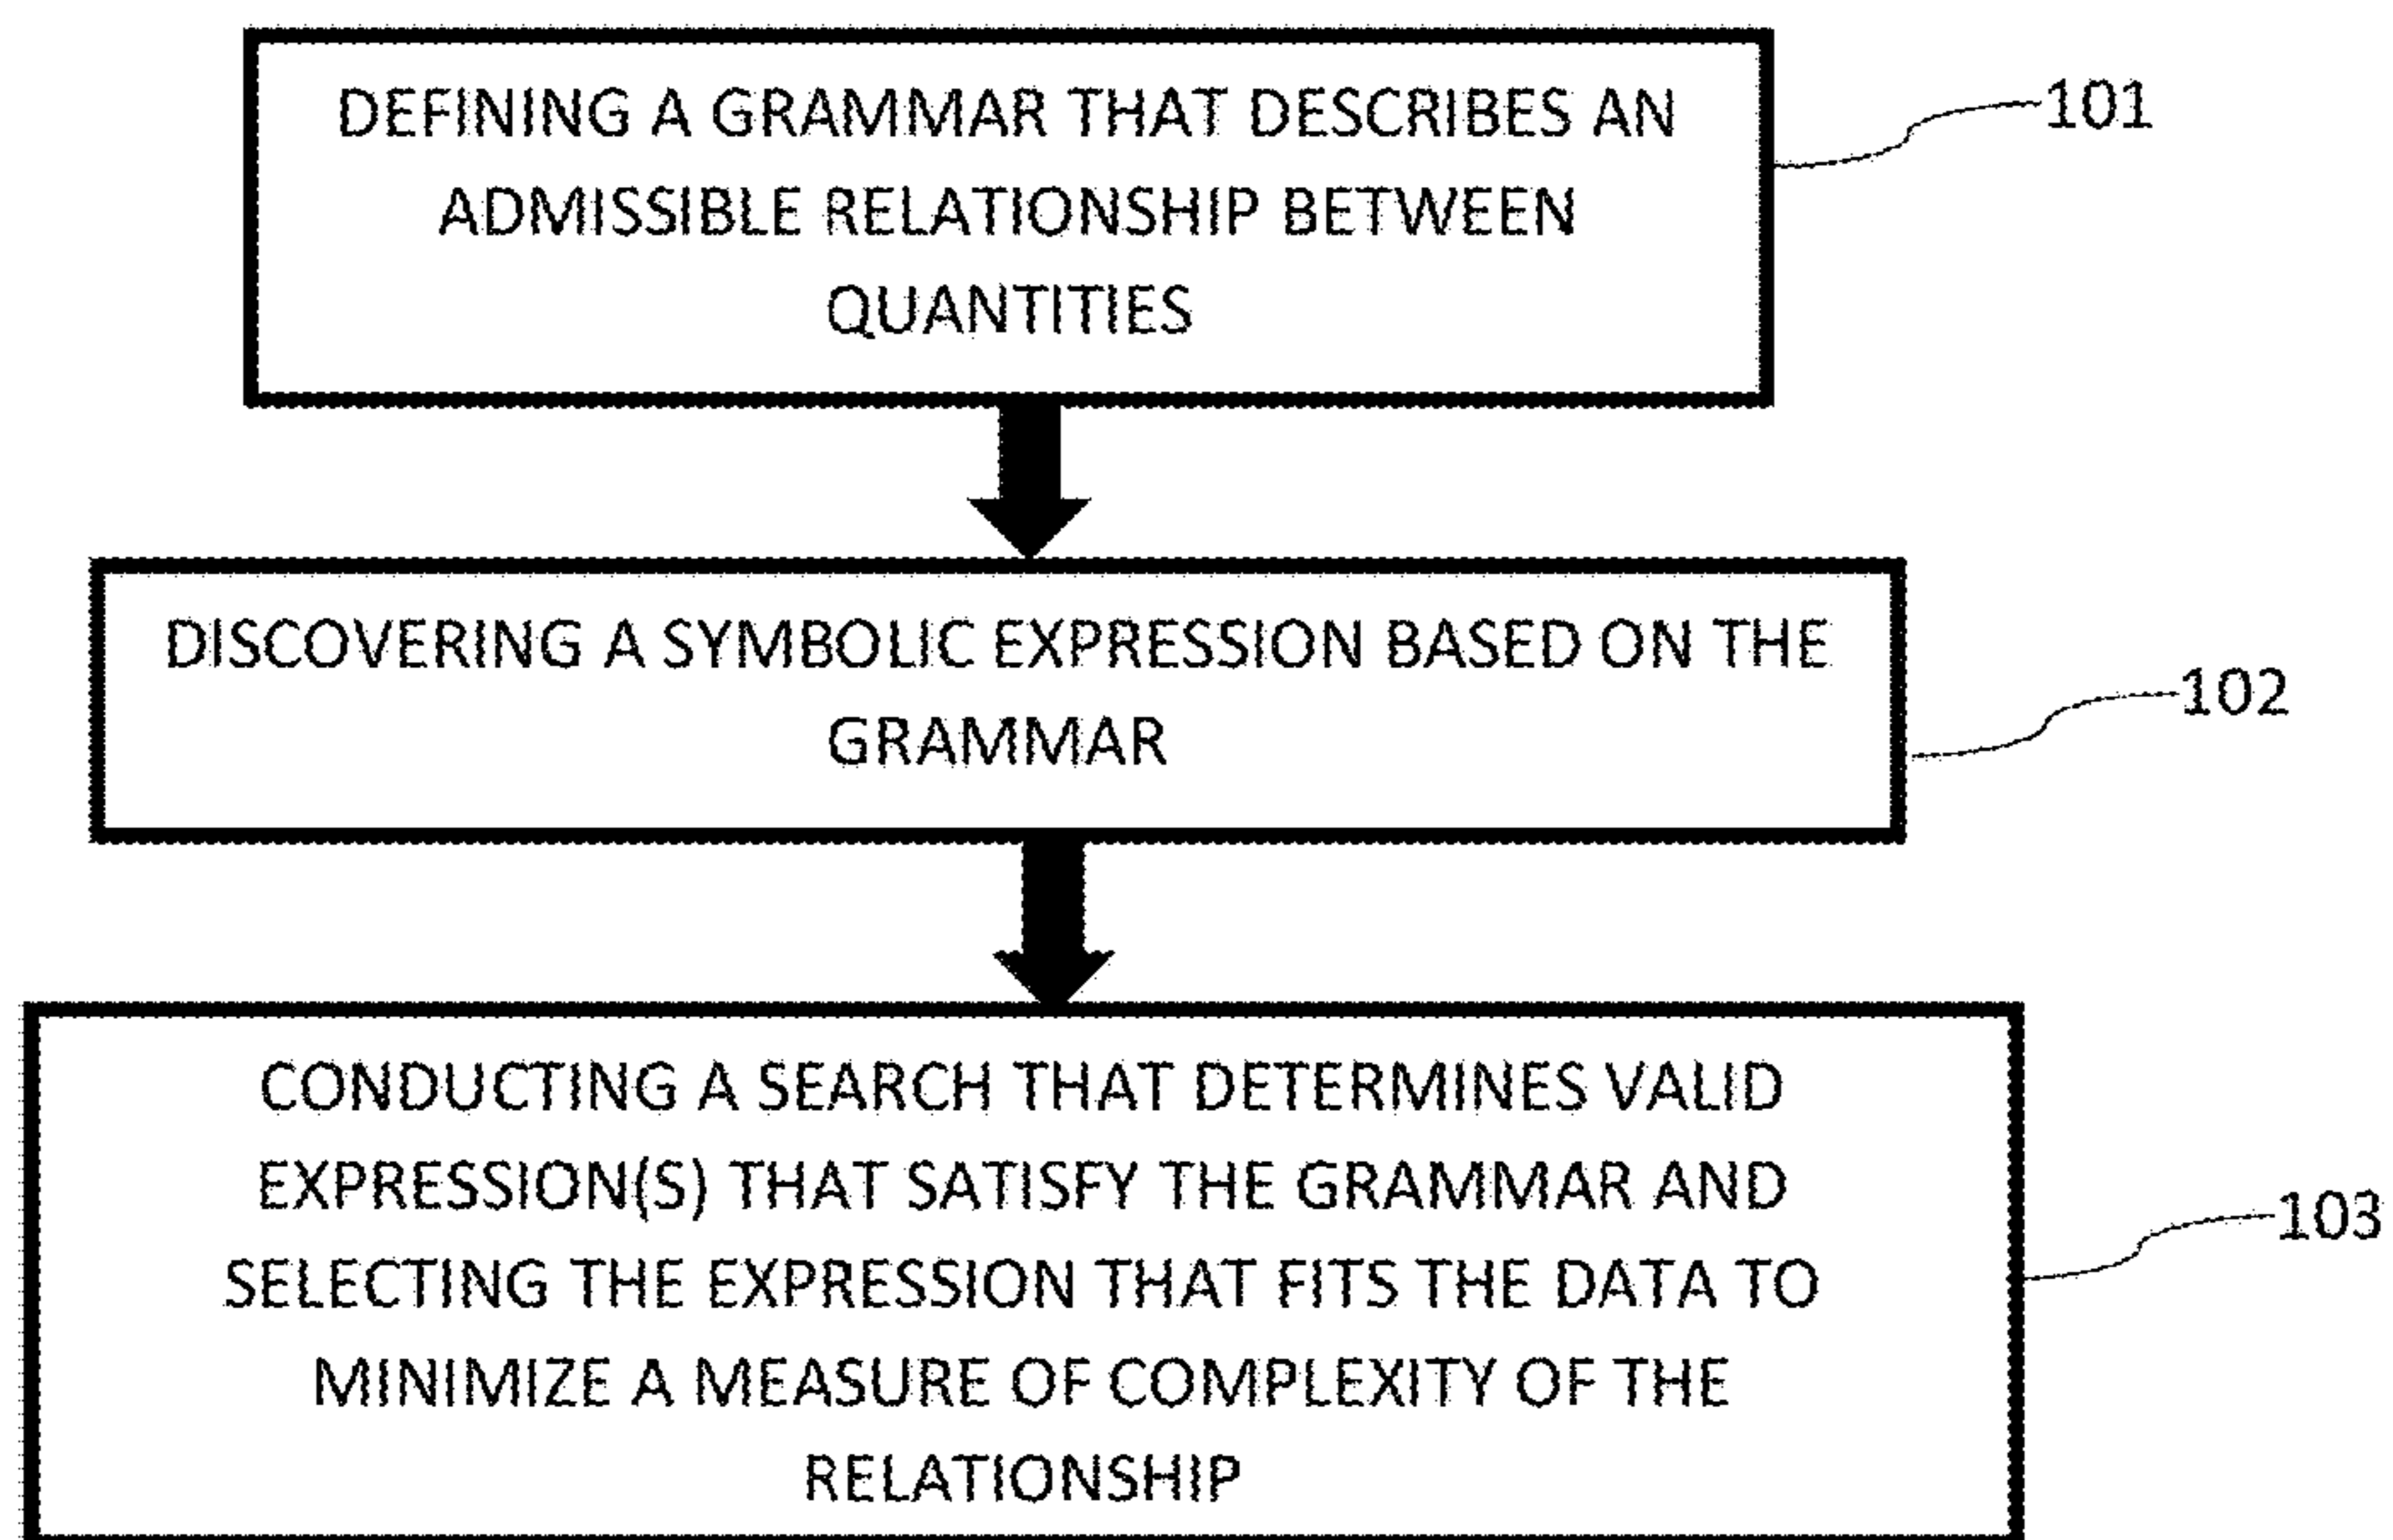 DEFINING A GRAMMAR THAT DESCRIBES AN
ADMISSIBLE RELATIONSHIP BETWEEN
QUANTITIES
101
DISCOVERING A SYMBOLIC EXPRESSION BASED ON THE
GRAMMAR
102
CONDUCTING A SEARCH THAT DETERMINES VALID
EXPRESSION(S) THAT SATISFY THE GRAMMAR AND
SELECTING THE EXPRESSION THAT FITS THE DATA TO
MINIMIZE A MEASURE OF COMPLEXITY OF THE
RELATIONSHIP
103